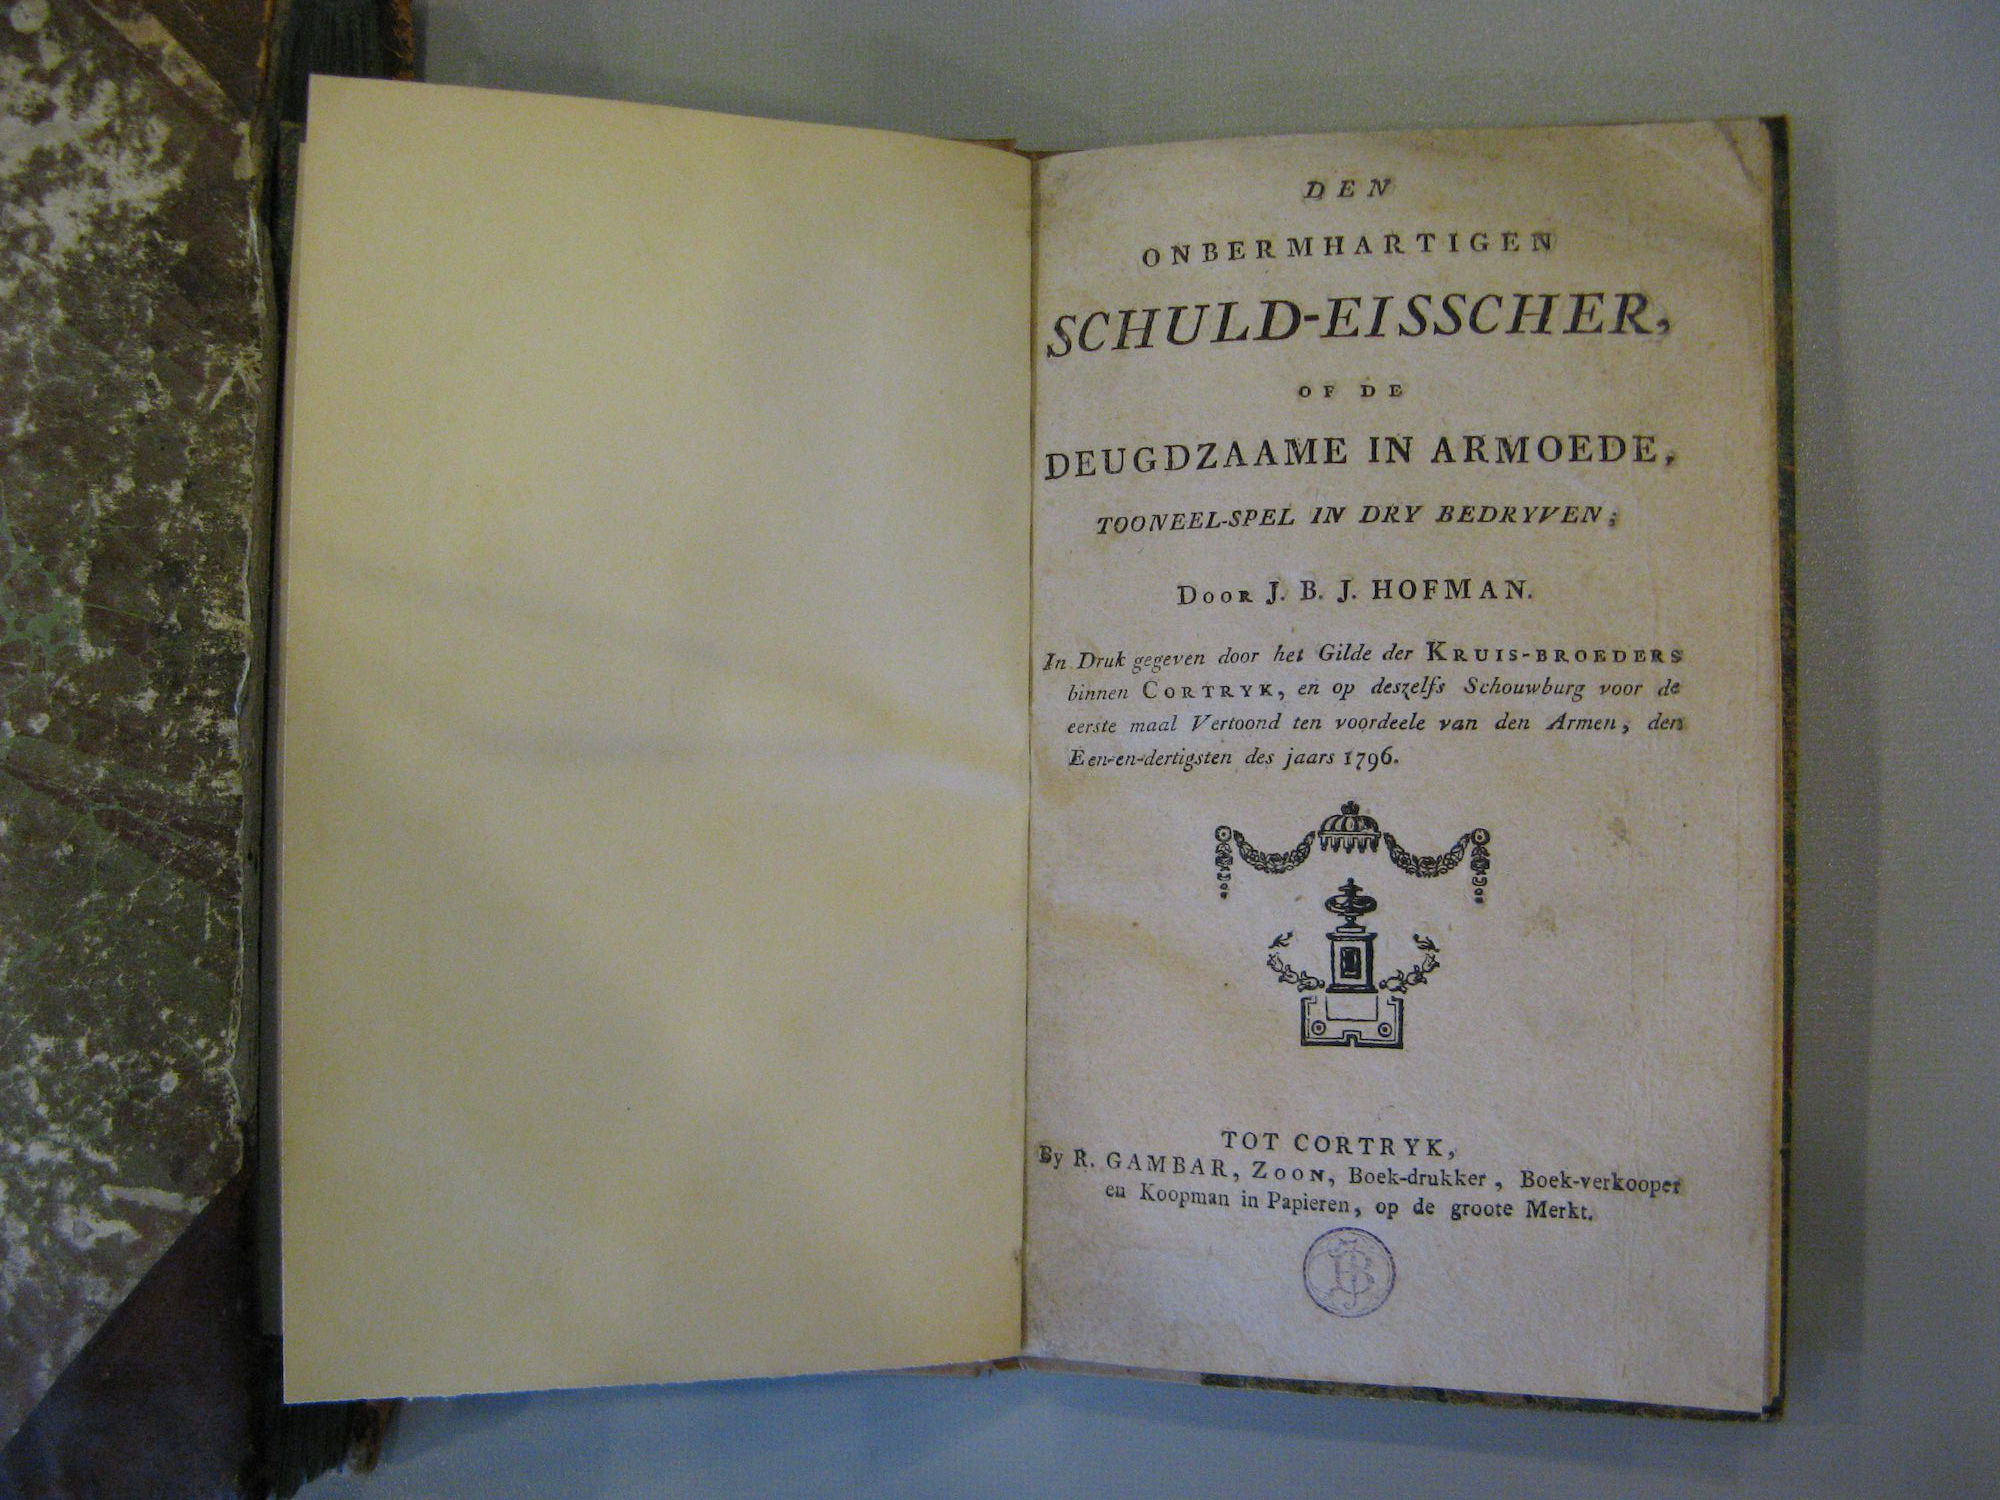 DEN
ONBERMHARTIGEN
SCHULD-EISSCHER,
OF DE
DEUGDZAAME IN ARMOEDE,
TOONEEL-SPEL IN DRY BEDRYVEN;
Door J. B. J. HOFMAN.
In Druk gegeven door het Gilde der KRUIS-BROEDERS
binnen CORTRYK, en op deszelfs Schouwburg voor de
eerste maal Vertoond ten voordeele van den Armen, den
Een-en-dertigsten des jaars 1796.
TOT CORTRYK,
By R. GAMBAR, ZOON, Boek-drukker, Boek-verkooper
en Koopman in Papieren, op de groote Merkt.